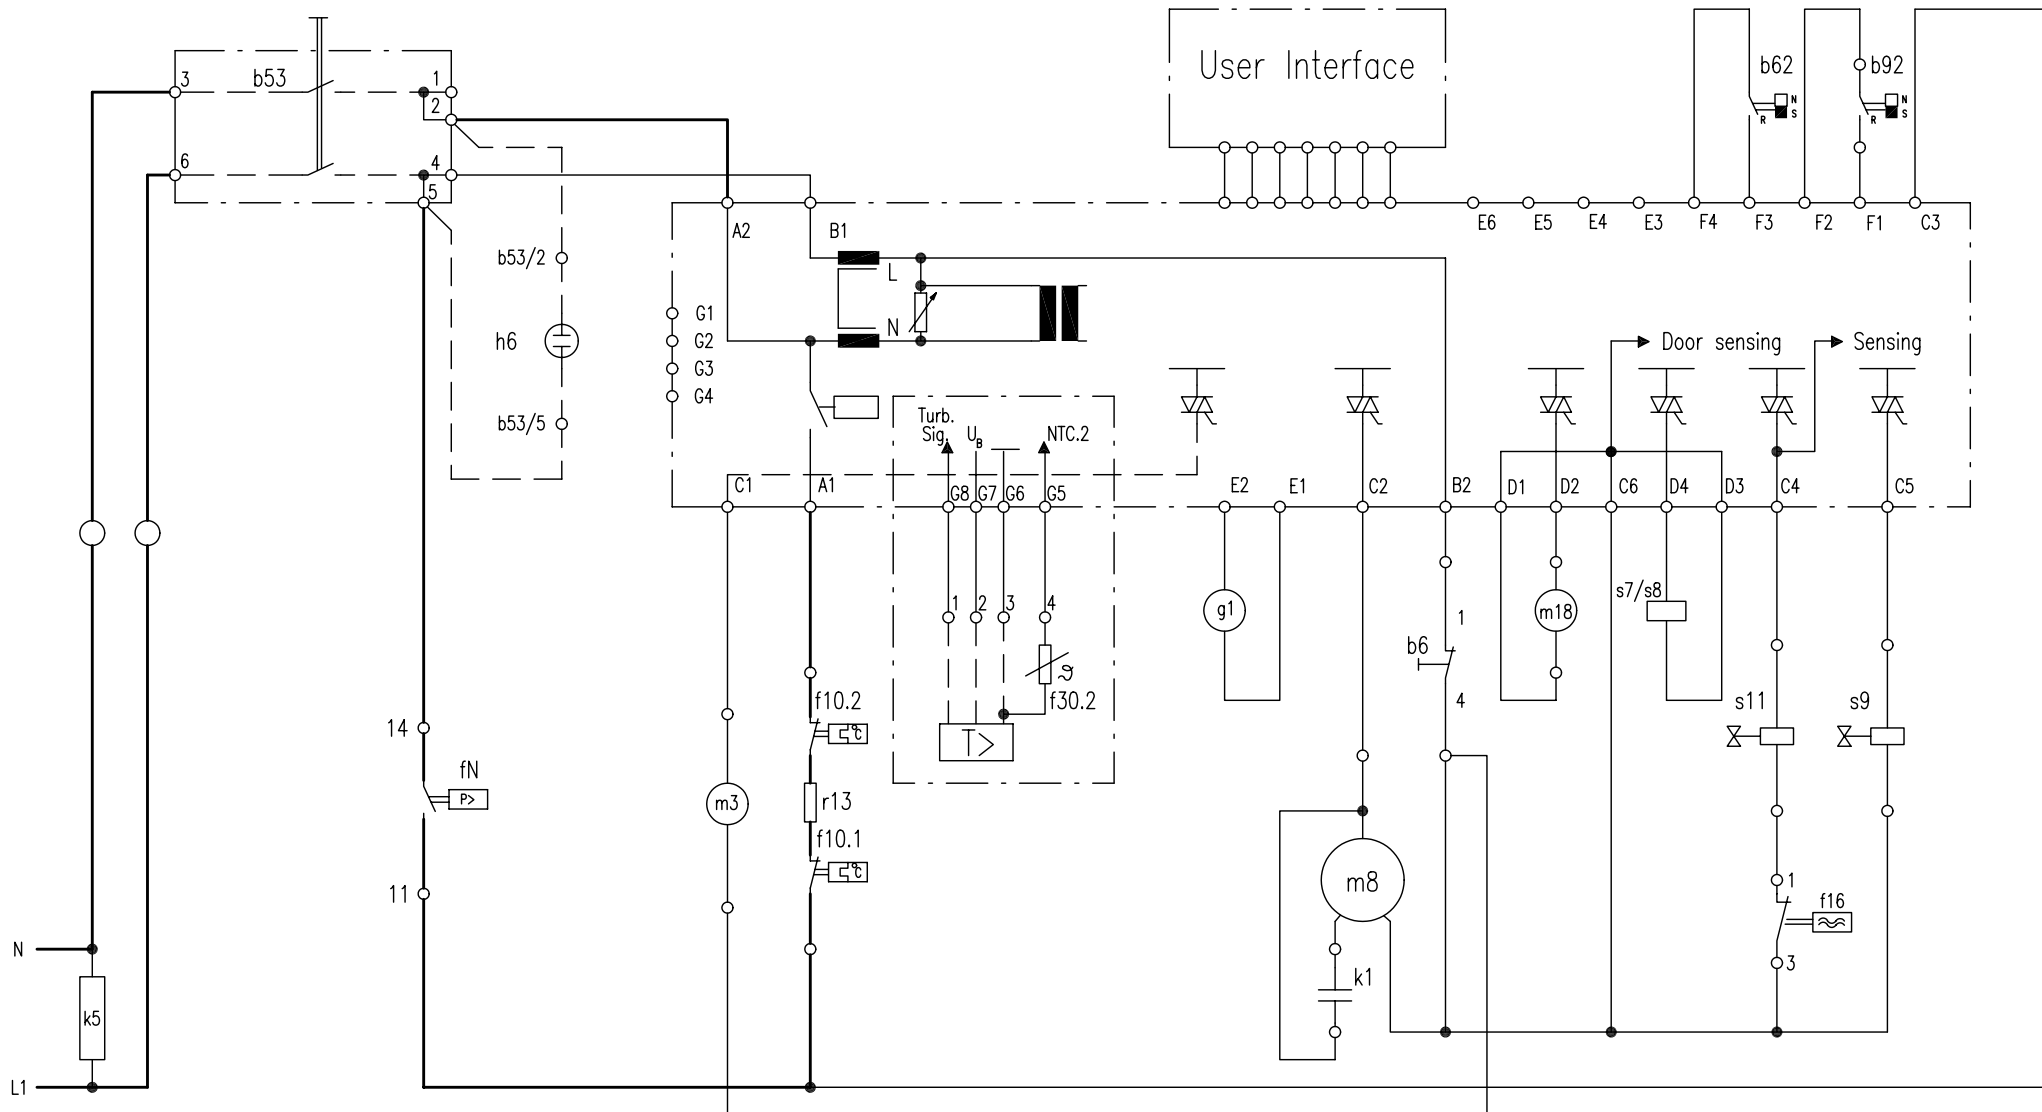 User Interface
b62
b92
N
S
R
N
S
R
3
b53
1
2
6
4
5
A2
B1
E6
E5
E4
E3
F4
F3
F2
F1
C3
b53/2
L
G1
G2
G3
G4
N
h6
Door sensing
Sensing
b53/5
Turb.
Sig.
UB
NTC.2
C1
A1
G8
G7
G6
G5
E2
E1
C2
B2
D1
D2
C6
D4
D3
C4
C5
1
2
3
4
g1
1
m18
s7/s8
b6
ϑ
4
f10.2
°C
f30.2
s11
s9
14
T>
fN
P>
m3
r13
f10.1
°C
m8
1
f16
11
N
k1
3
k5
L1